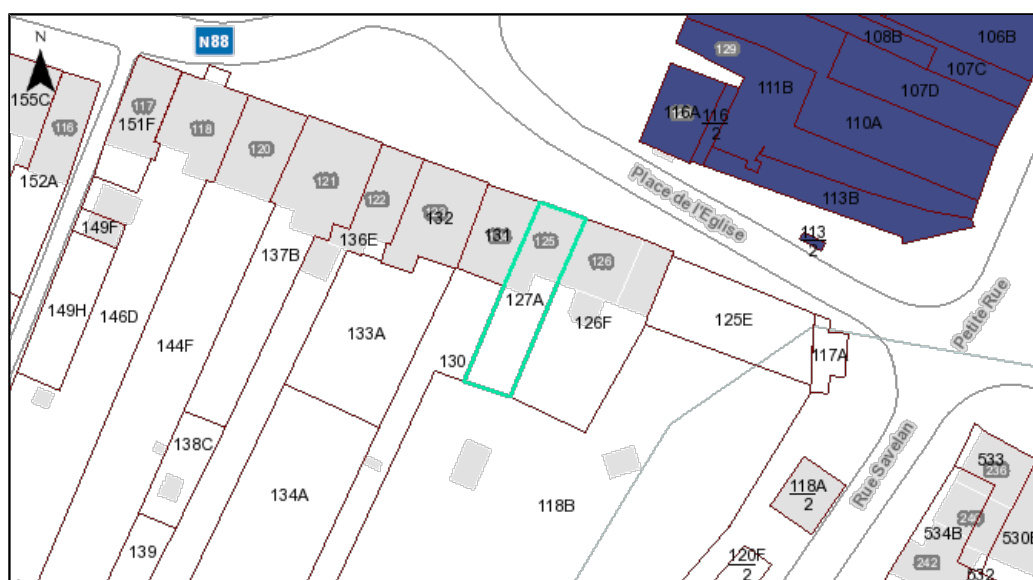 N88
N
108B
106B
129
107C
155C
117
111B
107D
116
151F
118
116A
116
2
110A
120
152A
121
Place de l'Eglise
113B
122
132
149F
136E
131
125
113
2
137B
126
149H
146D
127A
126F
125E
Petite Rue
144F
133A
130
117A
138C
118B
134A
Rue Savelan
118A
2
533
236
139
120F
2
534B
242
530E
532